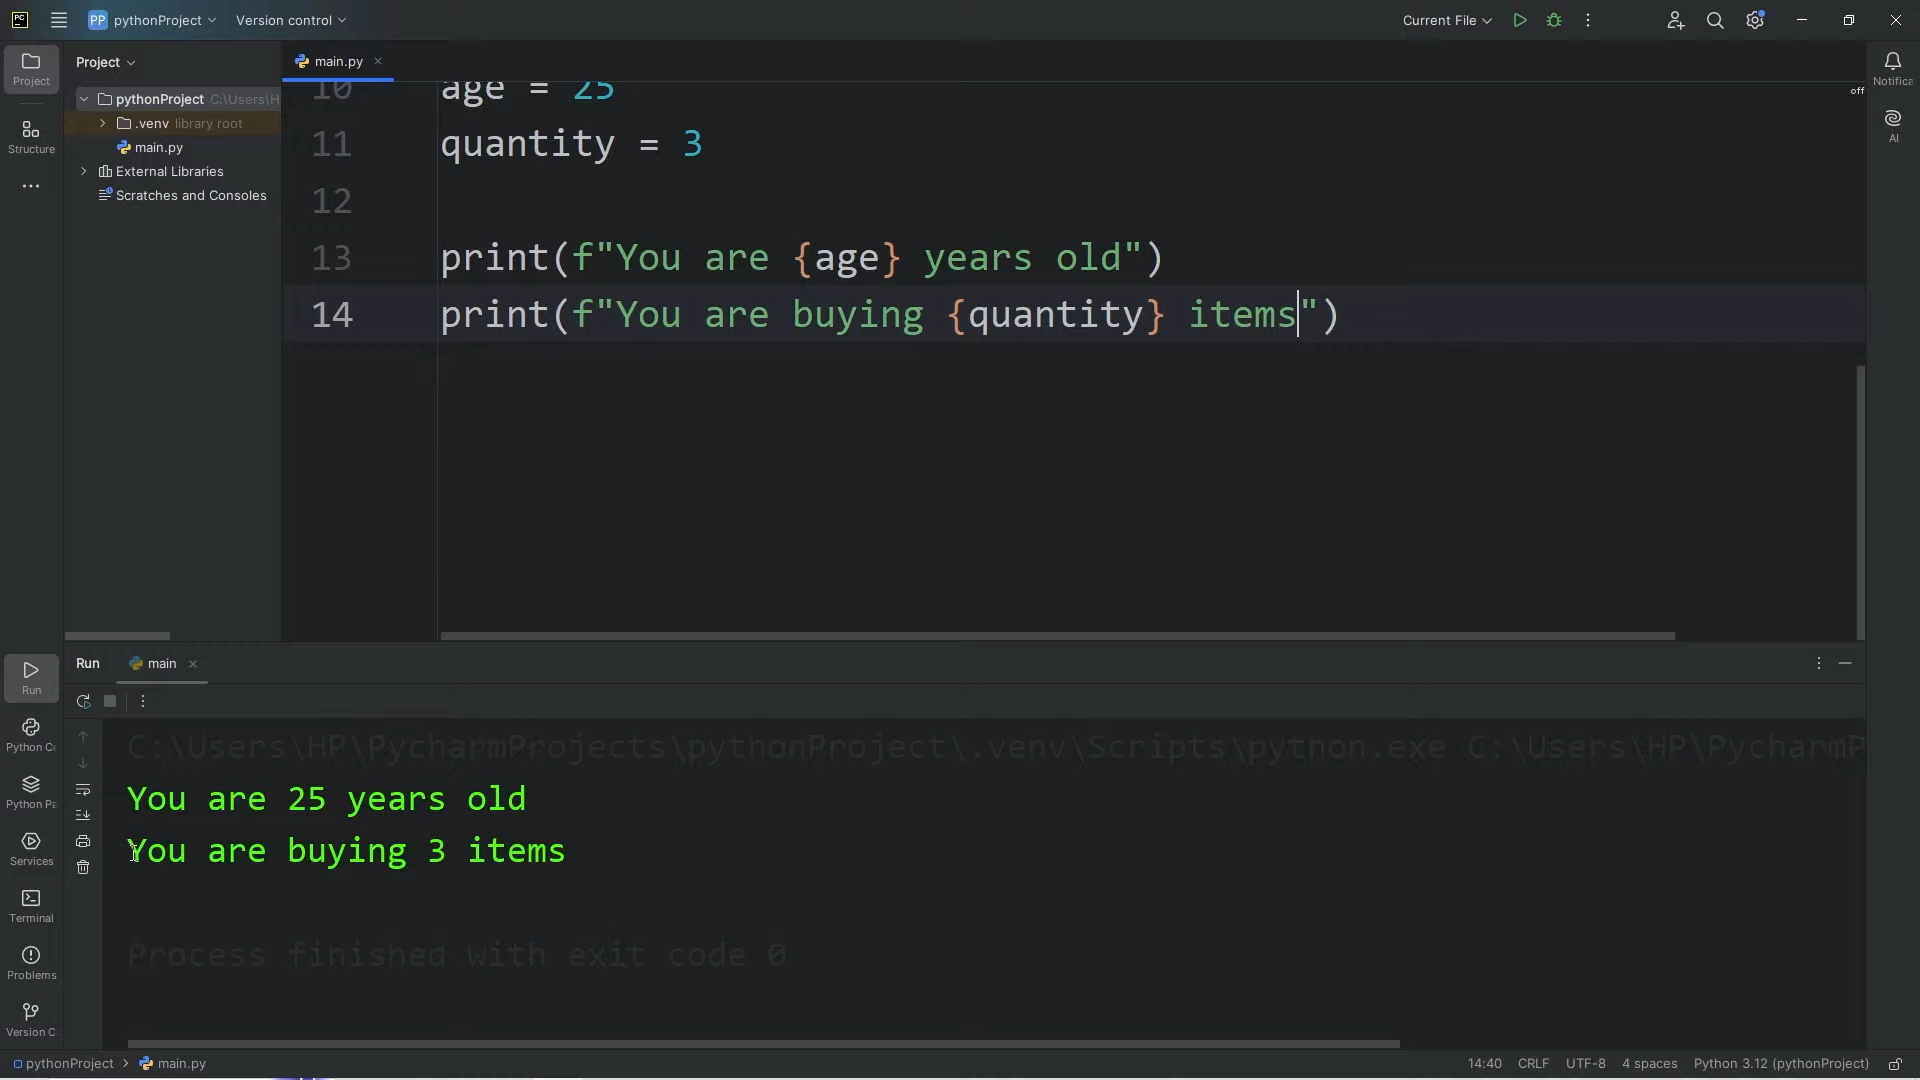 PC PP pythonProject Version control Current File
Project
Project
main.py
pythonProject C:\Users\H
.venv library root
main.py
External Libraries
Scratches and Consoles
Structure
Notifica
AI
off
10 age = 25
11 quantity = 3
12
13 print(f"You are {age} years old")
14 print(f"You are buying {quantity} items")
Run main
Run
Python Co
Python Pa
Services
Terminal
Problems
Version C
C:\Users\HP\PycharmProjects\pythonProject\.venv\Scripts\python.exe C:\Users\HP\PycharmP
You are 25 years old
You are buying 3 items
Process finished with exit code 0
pythonProject > main.py 14:40 CRLF UTF-8 4 spaces Python 3.12 (pythonProject)